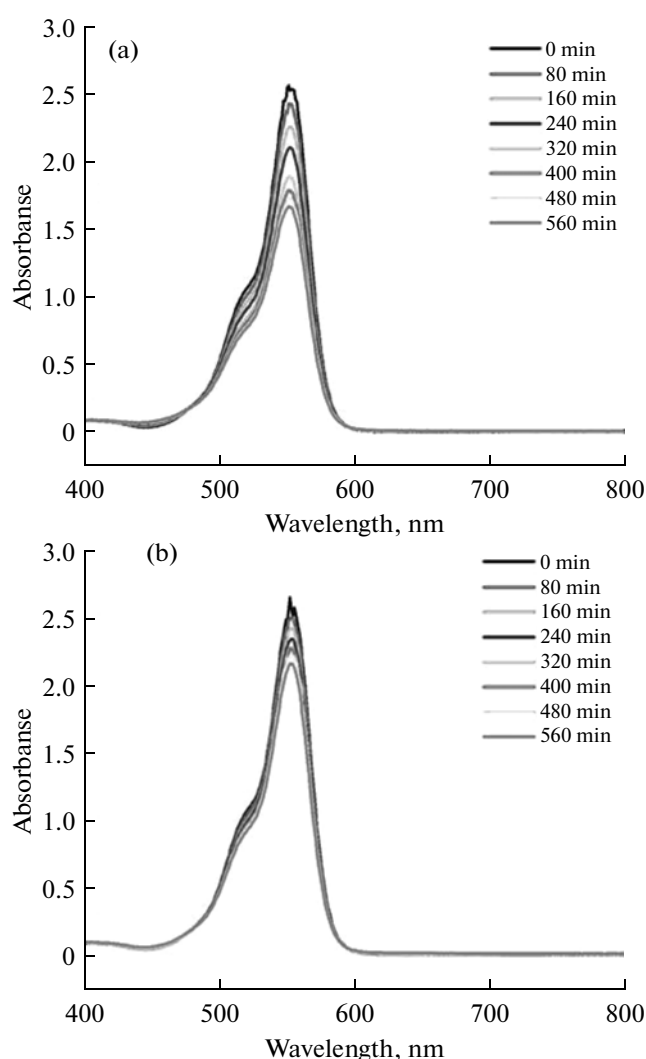 3.0
(a)
0 min
80 min
160 min
240 min
320 min
400 min
480 min
560 min
2.5
2.0
1.5
1.0
0.5
0
Absorbanse
400 500 600 700 800
Wavelength, nm
3.0
(b)
0 min
80 min
160 min
240 min
320 min
400 min
480 min
560 min
2.5
2.0
1.5
1.0
0.5
0
Absorbanse
400 500 600 700 800
Wavelength, nm